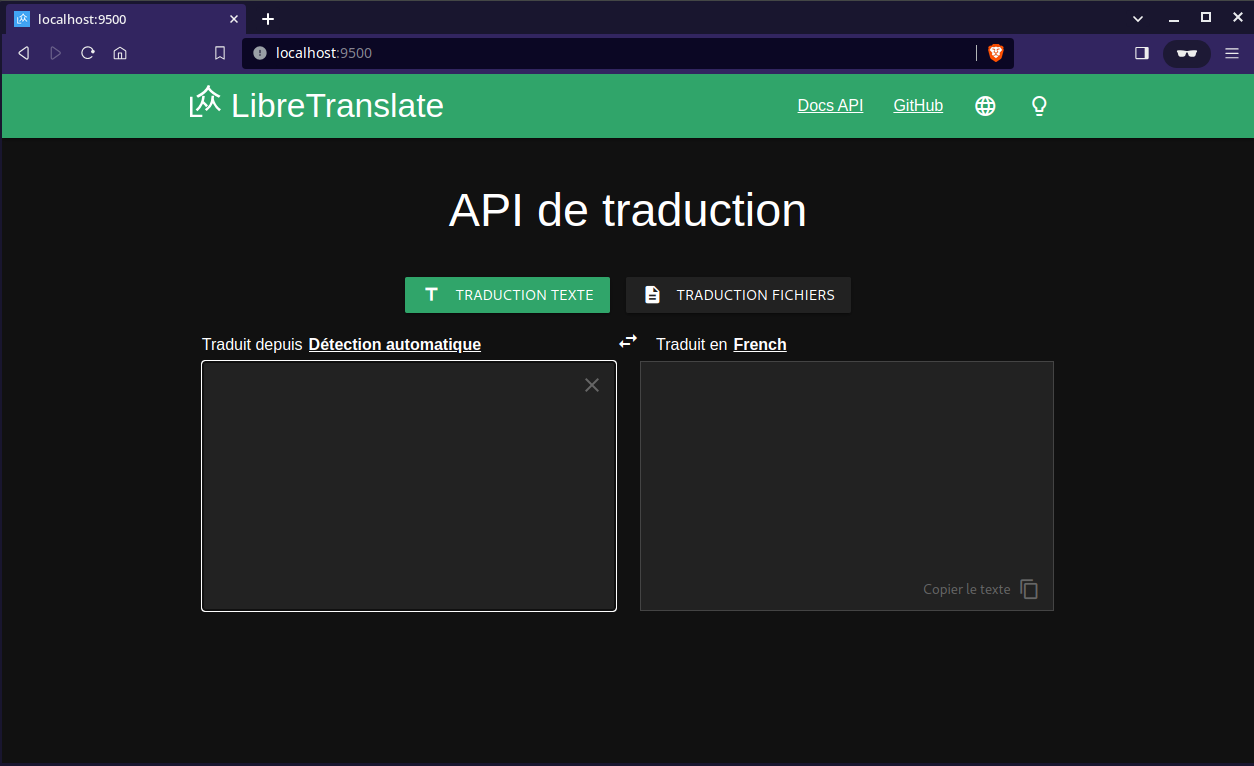 localhost:9500
localhost:9500
LibreTranslate
Docs API
GitHub
API de traduction
TRADUCTION TEXTE
TRADUCTION FICHIERS
Traduit depuis Détection automatique
Traduit en French
Copier le texte